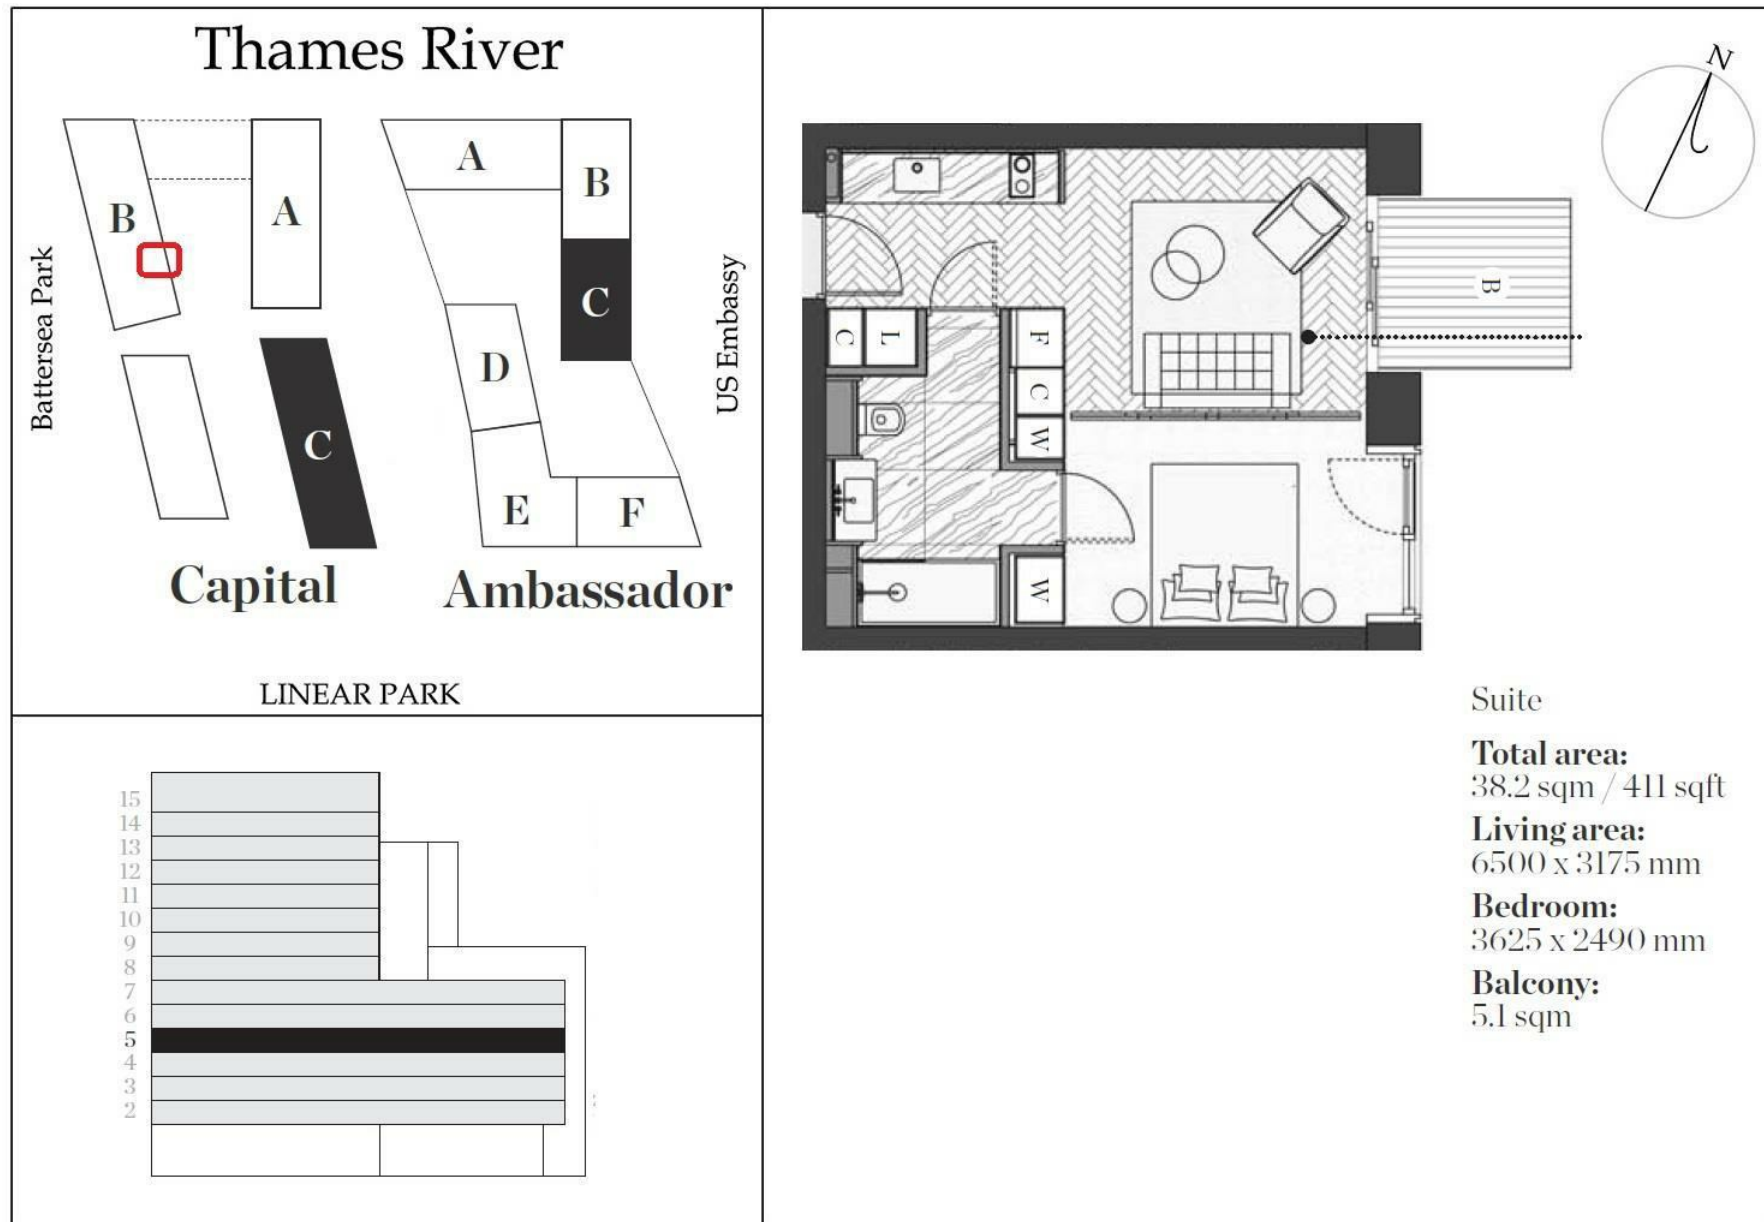 Thames River
A
B
C
D
E
F
B
A
C
Battersea Park
US Embassy
Capital
Ambassador
LINEAR PARK
15
14
13
12
11
10
9
8
7
6
5
4
3
2
N
B
C
L
F
C
W
W
Suite
Total area:
38.2 sqm / 411 sqft
Living area:
6500 x 3175 mm
Bedroom:
3625 x 2490 mm
Balcony:
5.1 sqm